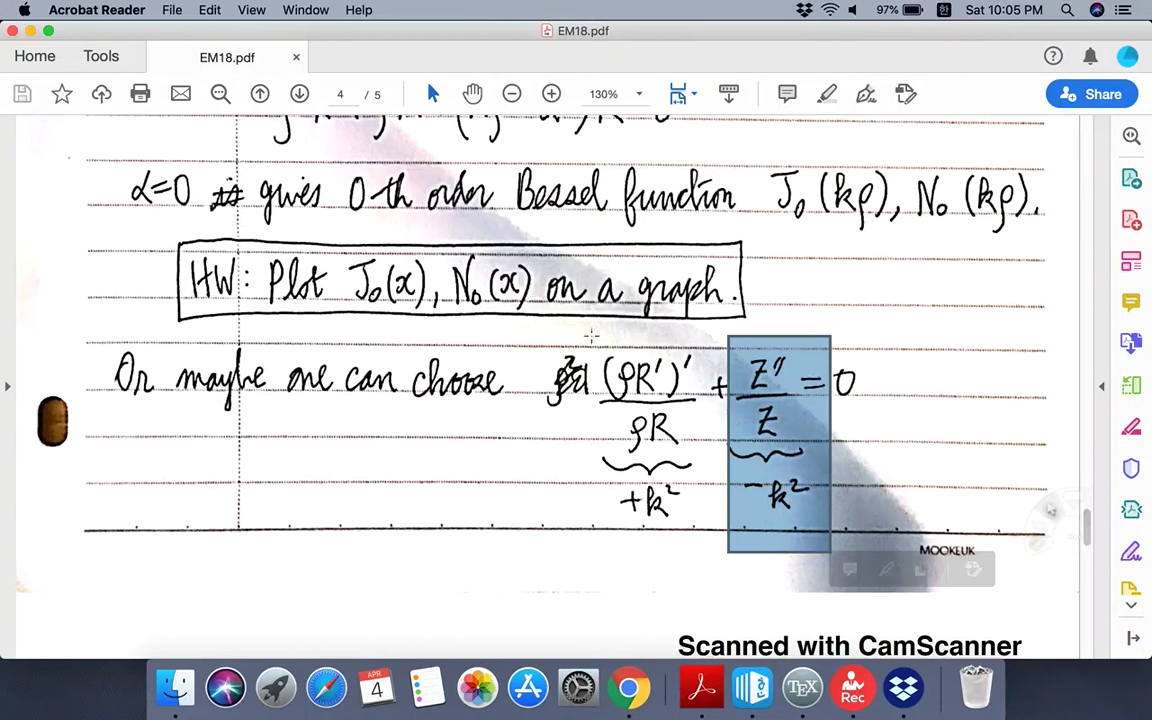 Acrobat Reader File Edit View Window Help 97% 한 Sat 10:05 PM
EM18.pdf
Home Tools EM18.pdf ×
4 / 5 130% Share
α=0 gives 0-th order Bessel function J₀(kρ), N₀(kρ).
HW: Plot J₀(x), N₀(x) on a graph.
Or maybe one can choose (ρR')'/ρR + Z''/Z = 0
+k² -k²
MOOKEUK
Scanned with CamScanner
APR 4 TEX Rec